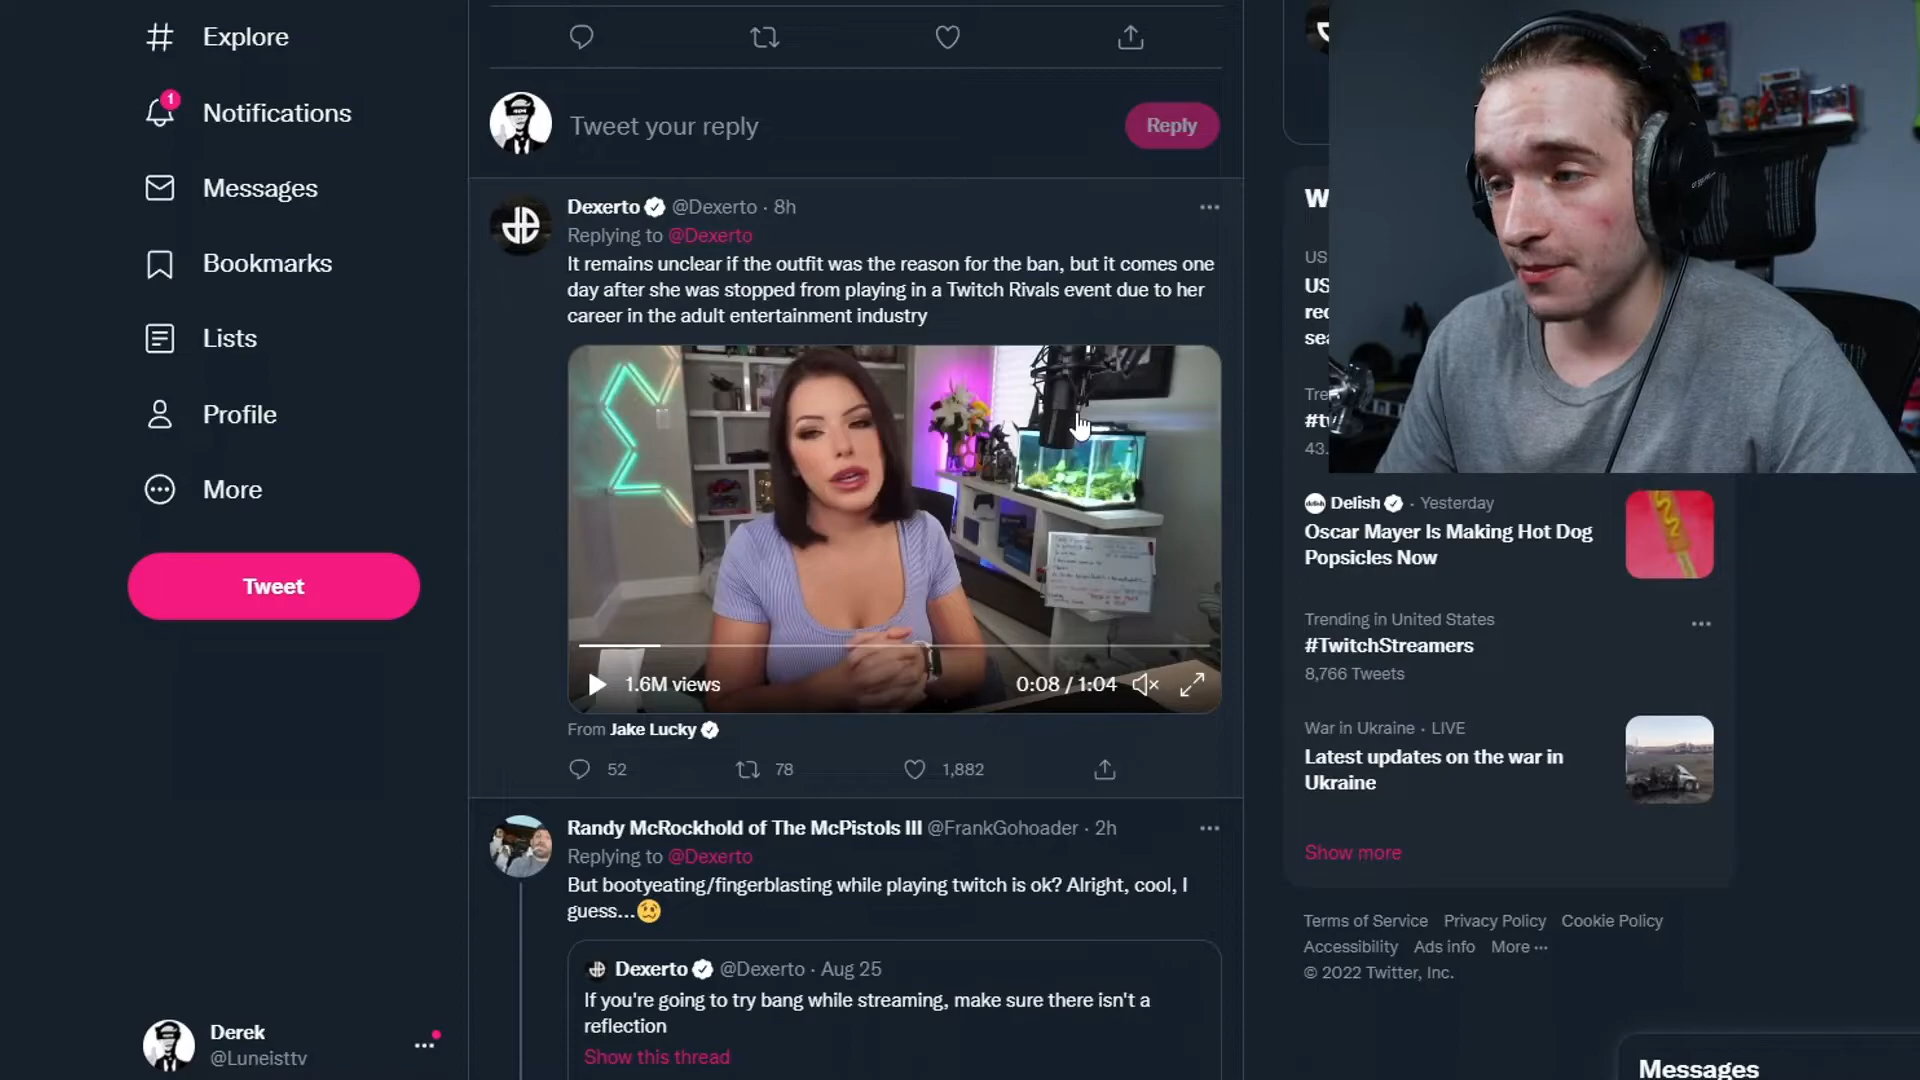 Explore
1
Notifications
Messages
Bookmarks
Lists
Profile
More
Tweet
Derek
@Luneisttv
Tweet your reply
Reply
Dexerto @Dexerto · 8h
Replying to @Dexerto
It remains unclear if the outfit was the reason for the ban, but it comes one
day after she was stopped from playing in a Twitch Rivals event due to her
career in the adult entertainment industry
1.6M views
0:08 / 1:04
From Jake Lucky
52
78
1,882
Randy McRockhold of The McPistols III @FrankGohoader · 2h
Replying to @Dexerto
But bootyeating/fingerblasting while playing twitch is ok? Alright, cool, I
guess...🥴
Dexerto @Dexerto · Aug 25
If you're going to try bang while streaming, make sure there isn't a
reflection
Show this thread
W
US
US
rec
sea
Tre
#tw
43.
Delish · Yesterday
Oscar Mayer Is Making Hot Dog
Popsicles Now
Trending in United States
#TwitchStreamers
8,766 Tweets
War in Ukraine · LIVE
Latest updates on the war in
Ukraine
Show more
Terms of Service Privacy Policy Cookie Policy
Accessibility Ads info More ···
© 2022 Twitter, Inc.
Messages